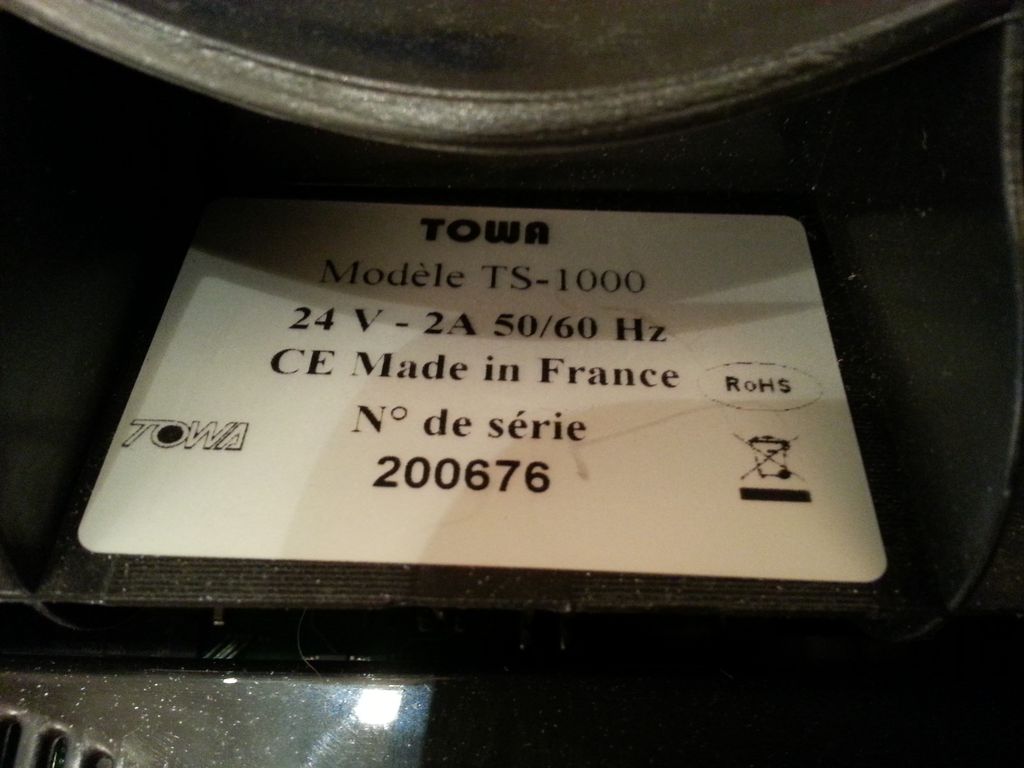 TOWA
Modèle TS-1000
24 V - 2A 50/60 Hz
CE Made in France
RoHS
N° de série
TOWA
200676